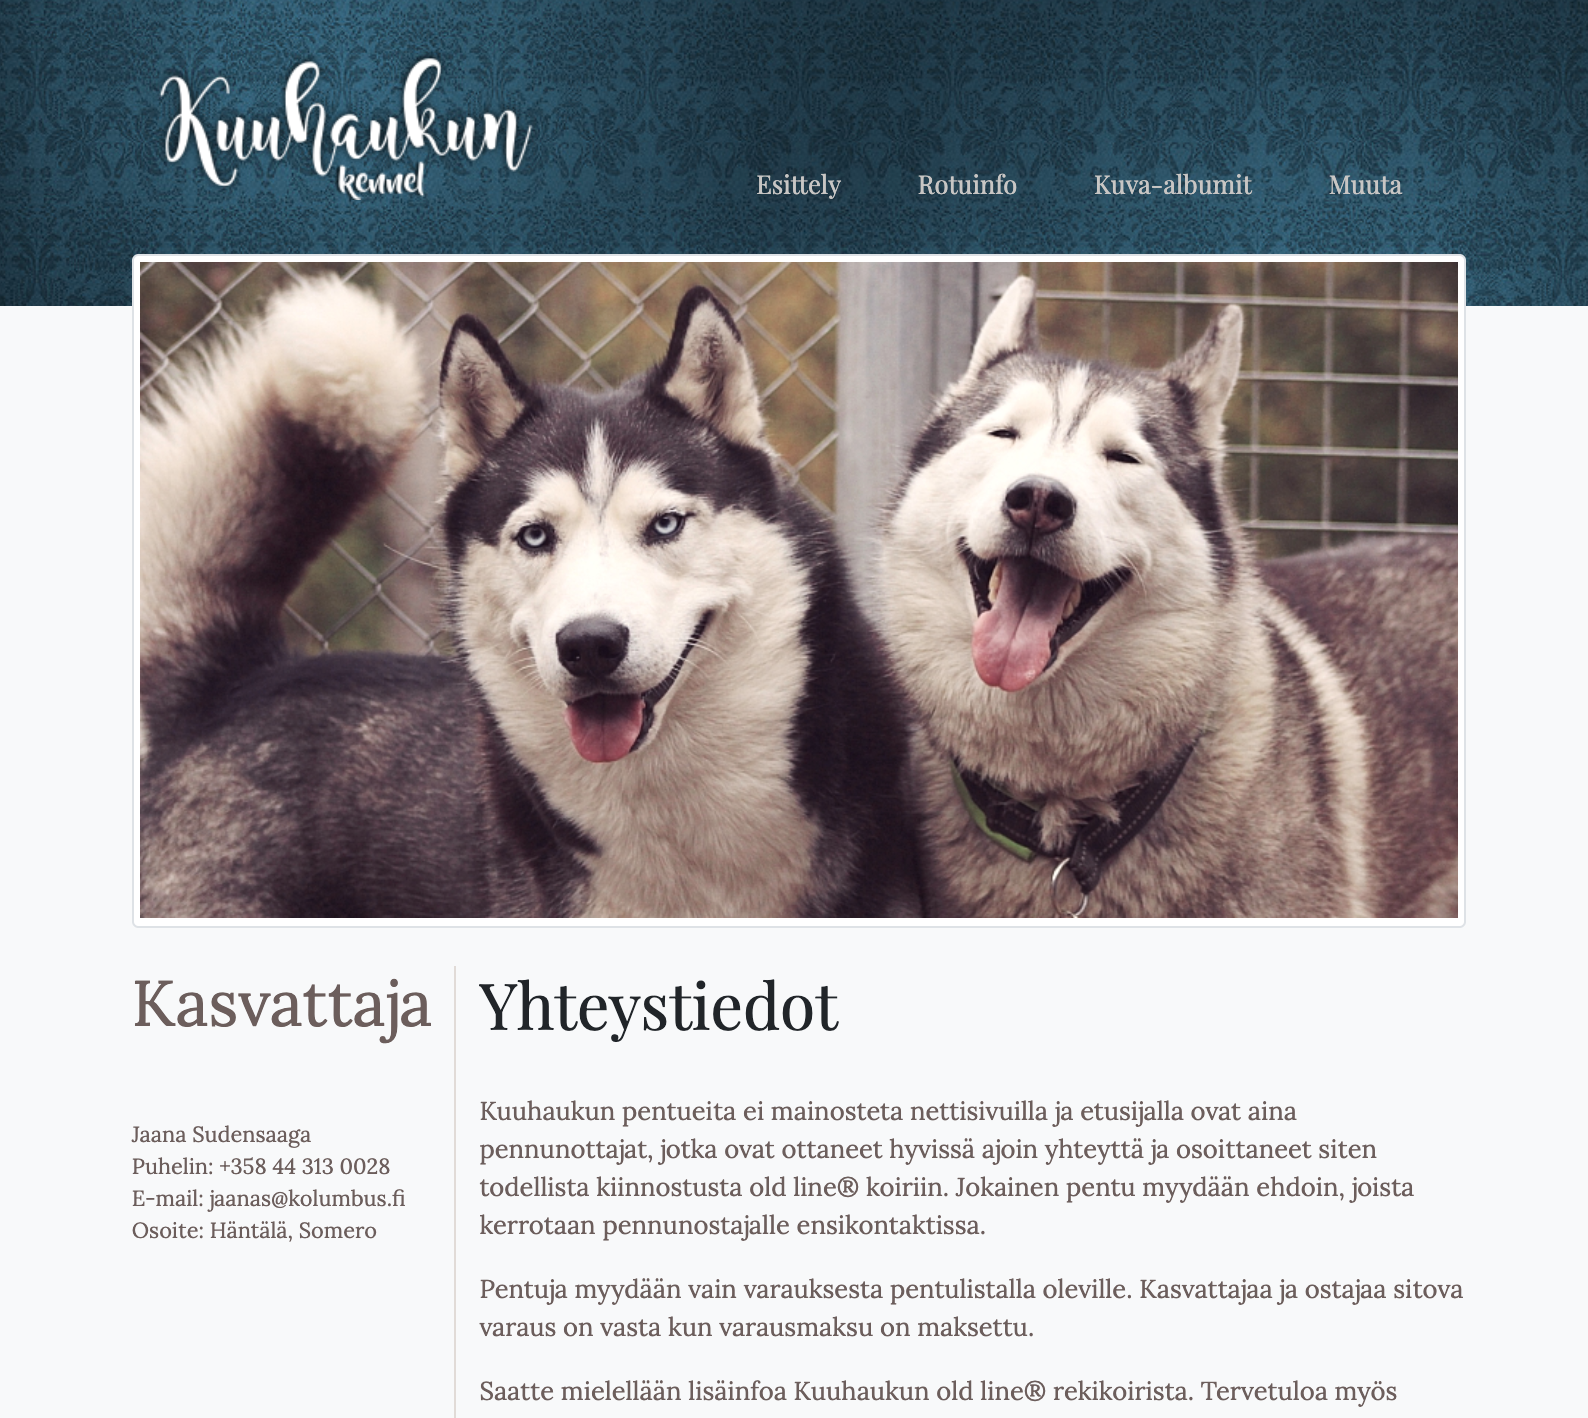 Kuuhaukun
kennel
Esittely Rotuinfo Kuva-albumit Muuta
Kasvattaja
Jaana Sudensaaga
Puhelin: +358 44 313 0028
E-mail: jaanas@kolumbus.fi
Osoite: Häntälä, Somero
Yhteystiedot
Kuuhaukun pentueita ei mainosteta nettisivuilla ja etusijalla ovat aina
pennunottajat, jotka ovat ottaneet hyvissä ajoin yhteyttä ja osoittaneet siten
todellista kiinnostusta old line® koiriin. Jokainen pentu myydään ehdoin, joista
kerrotaan pennunostajalle ensikontaktissa.
Pentuja myydään vain varauksesta pentulistalla oleville. Kasvattajaa ja ostajaa sitova
varaus on vasta kun varausmaksu on maksettu.
Saatte mielellään lisäinfoa Kuuhaukun old line® rekikoirista. Tervetuloa myös